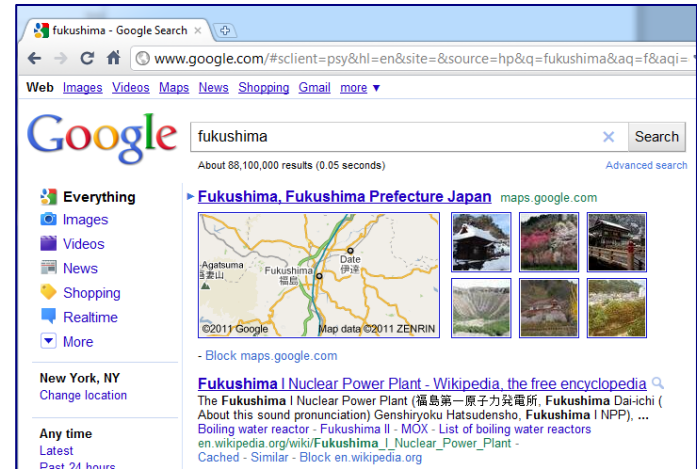 fukushima - Google Search
www.google.com/#sclient=psy&hl=en&site=&source=hp&q=fukushima&aq=f&aqi=
Web Images Videos Maps News Shopping Gmail more ▼
Google
fukushima
Search
About 88,100,000 results (0.05 seconds)
Advanced search
Everything
Images
Videos
News
Shopping
Realtime
More
New York, NY
Change location
Any time
Latest
Past 24 hours
Fukushima, Fukushima Prefecture Japan maps.google.com
Agatsuma
吾妻山
Fukushima
福島
Date
伊達
©2011 Google
Map data ©2011 ZENRIN
- Block maps.google.com
Fukushima I Nuclear Power Plant - Wikipedia, the free encyclopedia
The Fukushima I Nuclear Power Plant (福島第一原子力発電所, Fukushima Dai-ichi (
About this sound pronunciation) Genshiryoku Hatsudensho, Fukushima I NPP), ...
Boiling water reactor - Fukushima II - MOX - List of boiling water reactors
en.wikipedia.org/wiki/Fukushima_I_Nuclear_Power_Plant -
Cached - Similar - Block en.wikipedia.org